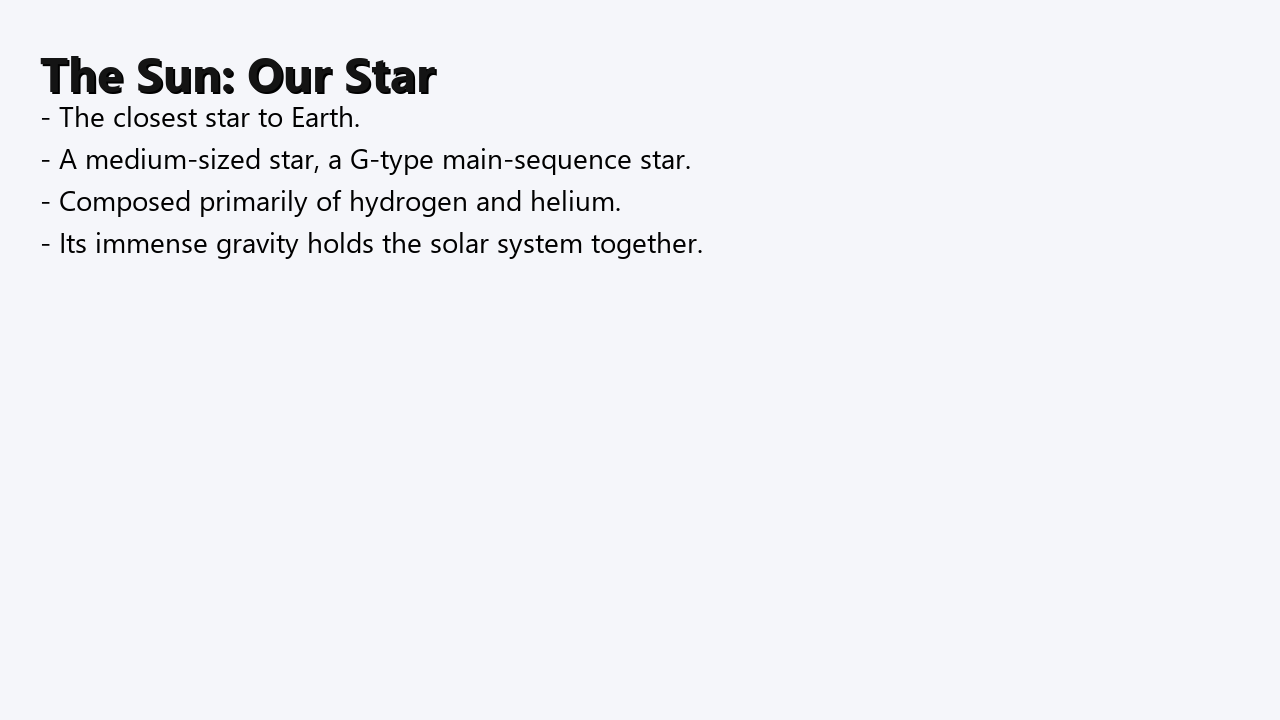 The Sun: Our Star
- The closest star to Earth.
- A medium-sized star, a G-type main-sequence star.
- Composed primarily of hydrogen and helium.
- Its immense gravity holds the solar system together.